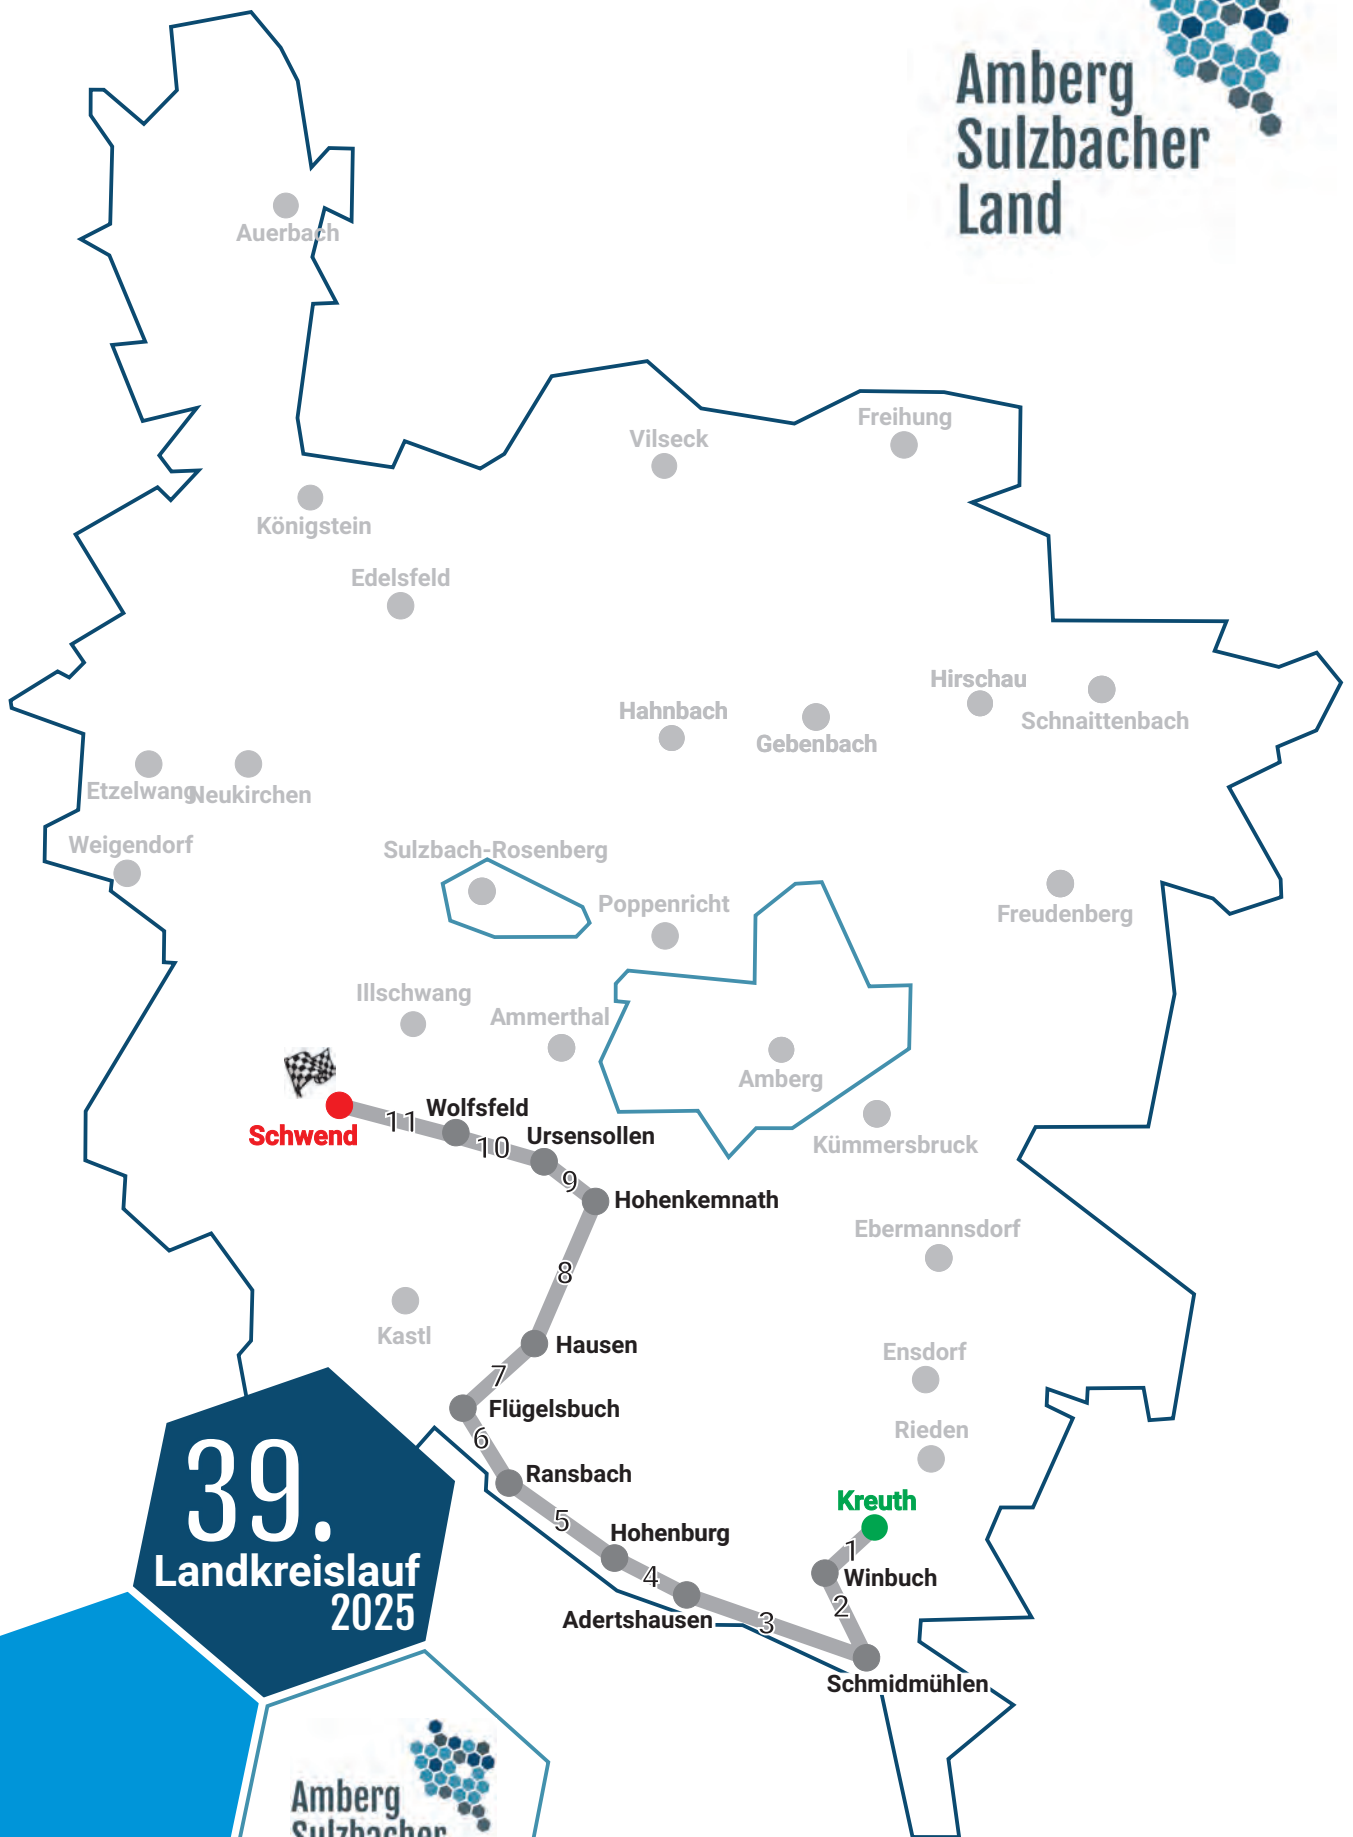 Amberg
Sulzbacher
Land
Auerbach
Freihung
Vilseck
Königstein
Edelsfeld
Hirschau
Hahnbach
Schnaittenbach
Gebenbach
Etzelwang
Neukirchen
Weigendorf
Sulzbach-Rosenberg
Poppenricht
Freudenberg
Illschwang
Ammerthal
Amberg
Wolfsfeld
11
Schwend
Ursensollen
10
Kümmersbruck
9
Hohenkemnath
Ebermannsdorf
8
Kastl
Hausen
Ensdorf
7
Flügelsbuch
Rieden
6
Ransbach
Kreuth
5
Hohenburg
1
4
Winbuch
2
Adertshausen
3
Schmidmühlen
39.
Landkreislauf
2025
Amberg
Sulzbacher